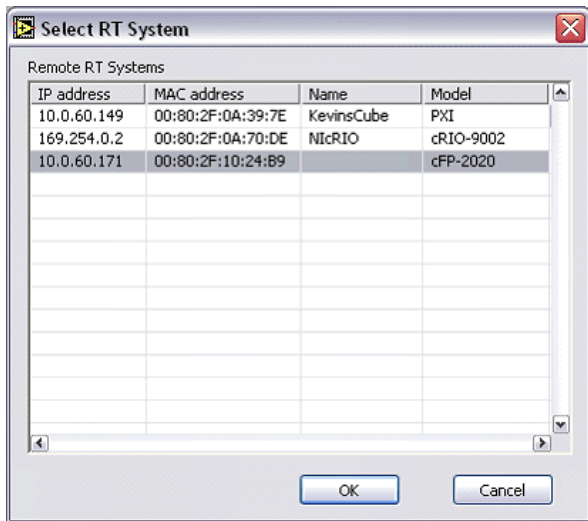 Select RT System
Remote RT Systems
IP address MAC address Name Model
10.0.60.149 00:80:2F:0A:39:7E KevinsCube PXI
169.254.0.2 00:80:2F:0A:70:DE NIcRIO cRIO-9002
10.0.60.171 00:80:2F:10:24:B9 cFP-2020
OK Cancel